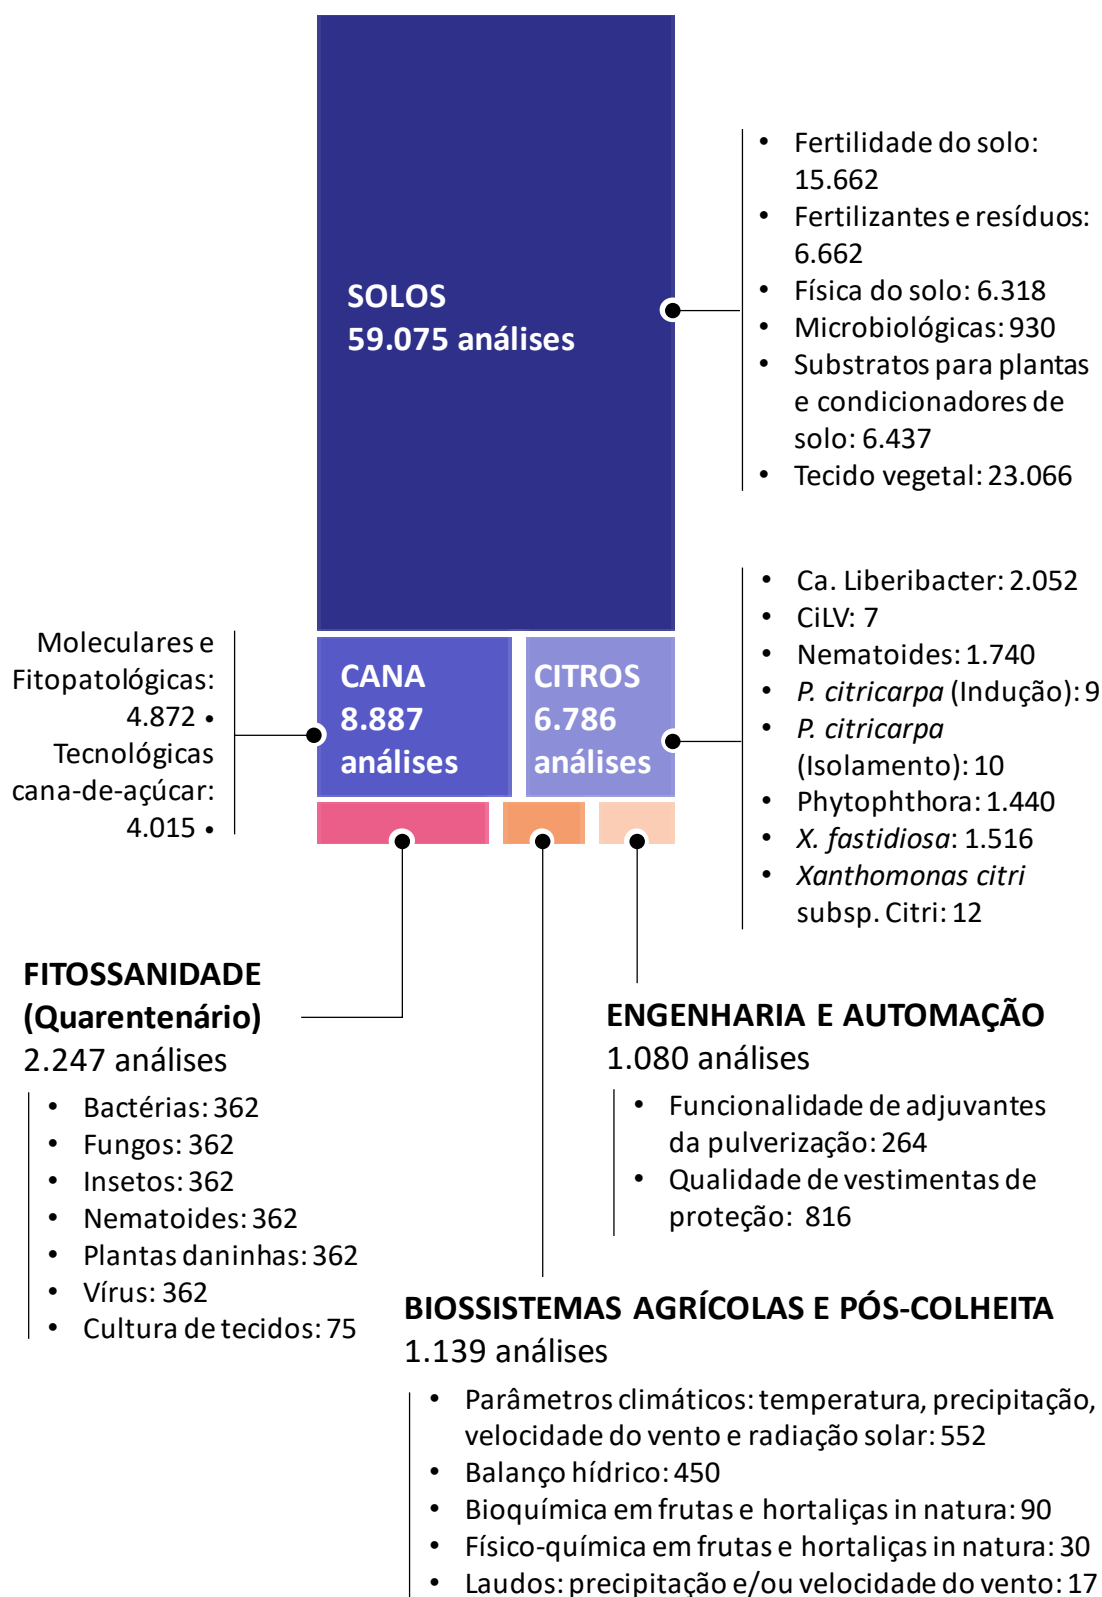 SOLOS
59.075 análises
• Fertilidade do solo:
15.662
• Fertilizantes e resíduos:
6.662
• Física do solo: 6.318
• Microbiológicas: 930
• Substratos para plantas
e condicionadores de
solo: 6.437
• Tecido vegetal: 23.066
Moleculares e
Fitopatológicas:
4.872 •
Tecnológicas
cana-de-açúcar:
4.015 •
CANA
8.887
análises
CITROS
6.786
análises
• Ca. Liberibacter: 2.052
• CiLV: 7
• Nematoides: 1.740
• P. citricarpa (Indução): 9
• P. citricarpa
(Isolamento): 10
• Phytophthora: 1.440
• X. fastidiosa: 1.516
• Xanthomonas citri
subsp. Citri: 12
FITOSSANIDADE
(Quarentenário)
2.247 análises
• Bactérias: 362
• Fungos: 362
• Insetos: 362
• Nematoides: 362
• Plantas daninhas: 362
• Vírus: 362
• Cultura de tecidos: 75
ENGENHARIA E AUTOMAÇÃO
1.080 análises
• Funcionalidade de adjuvantes
da pulverização: 264
• Qualidade de vestimentas de
proteção: 816
BIOSSISTEMAS AGRÍCOLAS E PÓS-COLHEITA
1.139 análises
• Parâmetros climáticos: temperatura, precipitação,
velocidade do vento e radiação solar: 552
• Balanço hídrico: 450
• Bioquímica em frutas e hortaliças in natura: 90
• Físico-química em frutas e hortaliças in natura: 30
• Laudos: precipitação e/ou velocidade do vento: 17